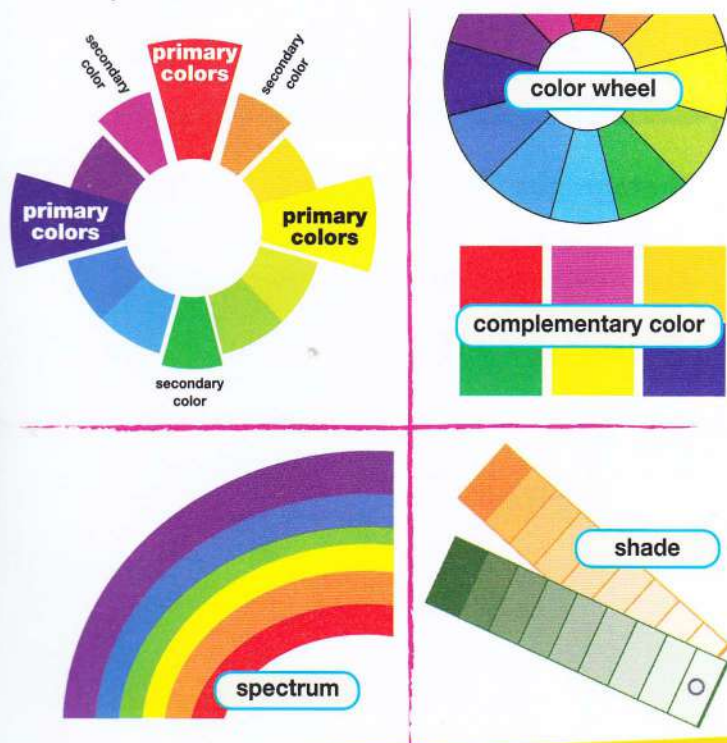 secondary
color
primary
colors
secondary
color
primary
colors
primary
colors
secondary
color
color wheel
complementary color
spectrum
shade